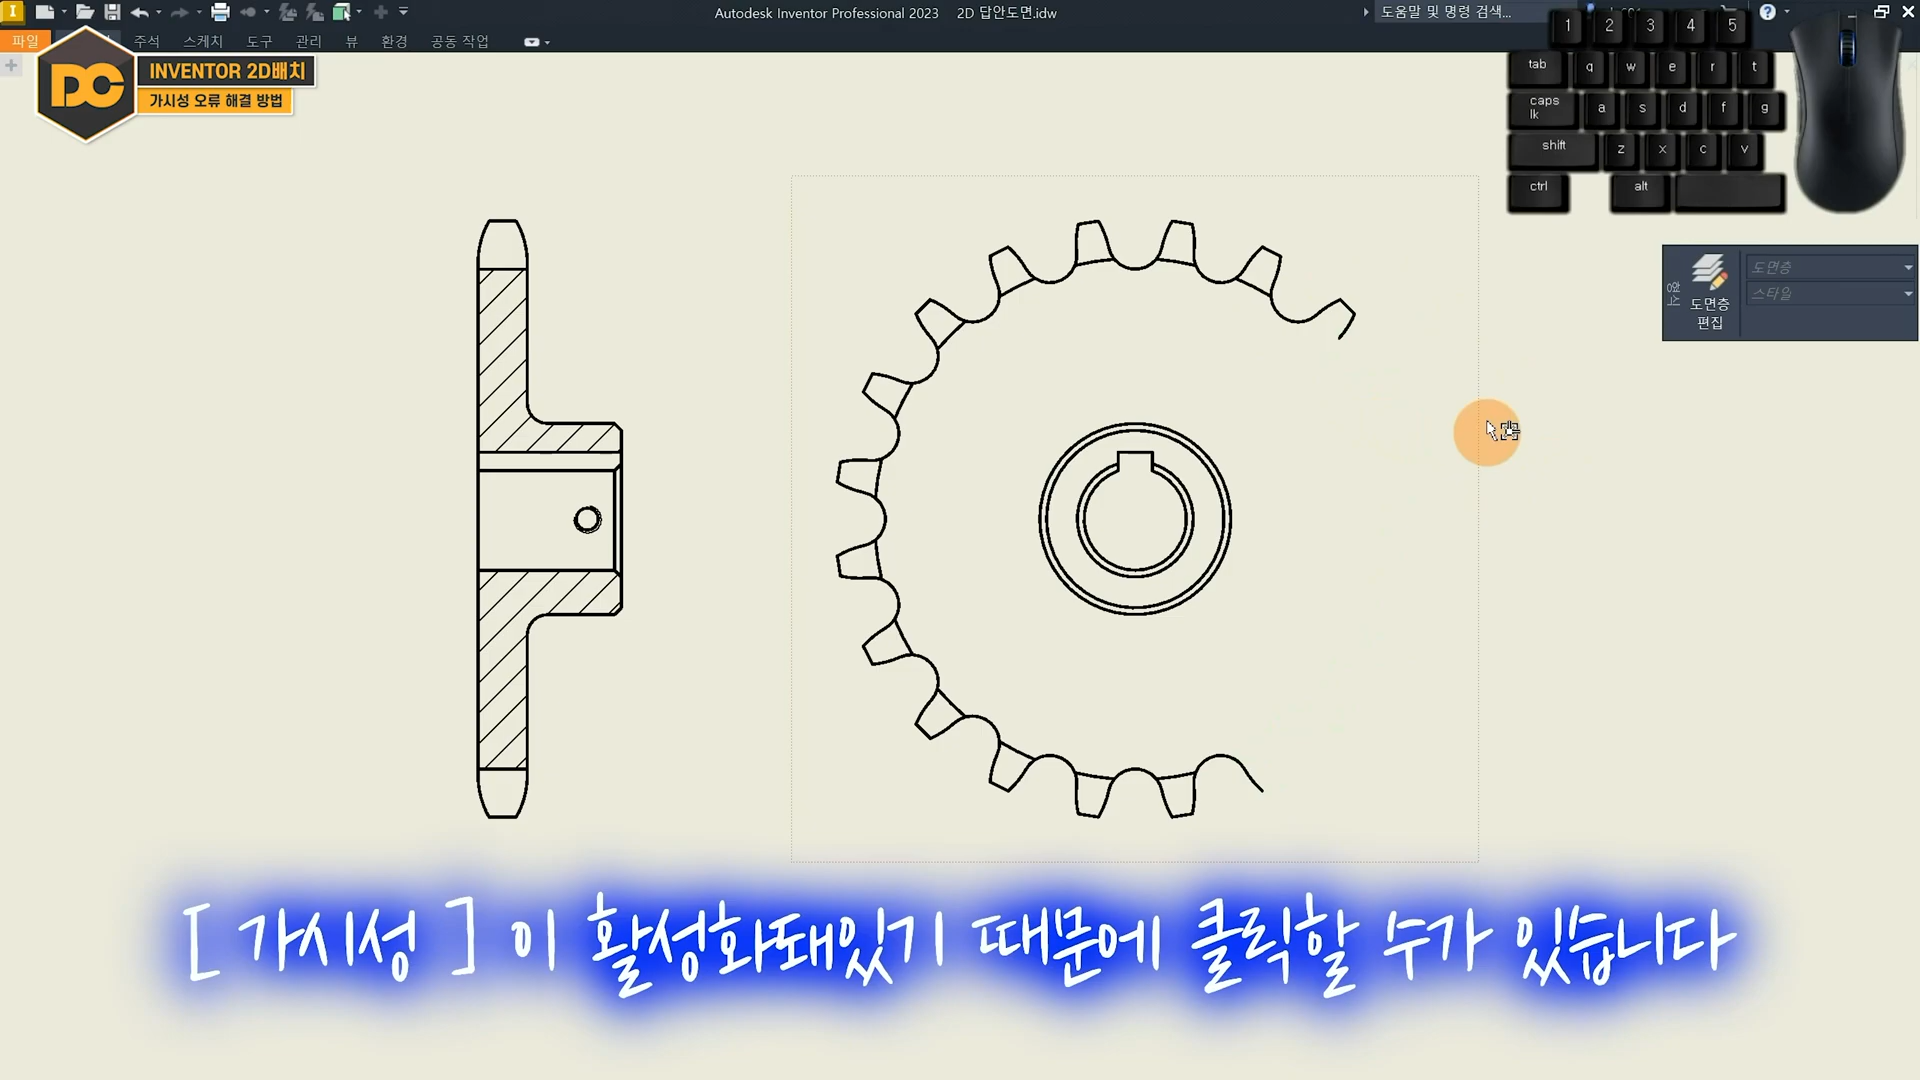 I
Autodesk Inventor Professional 2023 2D 답안도면.idw
도움말 및 명령 검색...
파일 주석 스케치 도구 관리 뷰 환경 공동 작업
DC
INVENTOR 2D배치
가시성 오류 해결 방법
1 2 3 4 5
tab q w e r t
caps lk a s d f g
shift z x c v
ctrl alt
형식
도면층 편집
도면층
스타일
[ 가시성 ] 이 활성화돼있기 때문에 클릭할 수가 있습니다